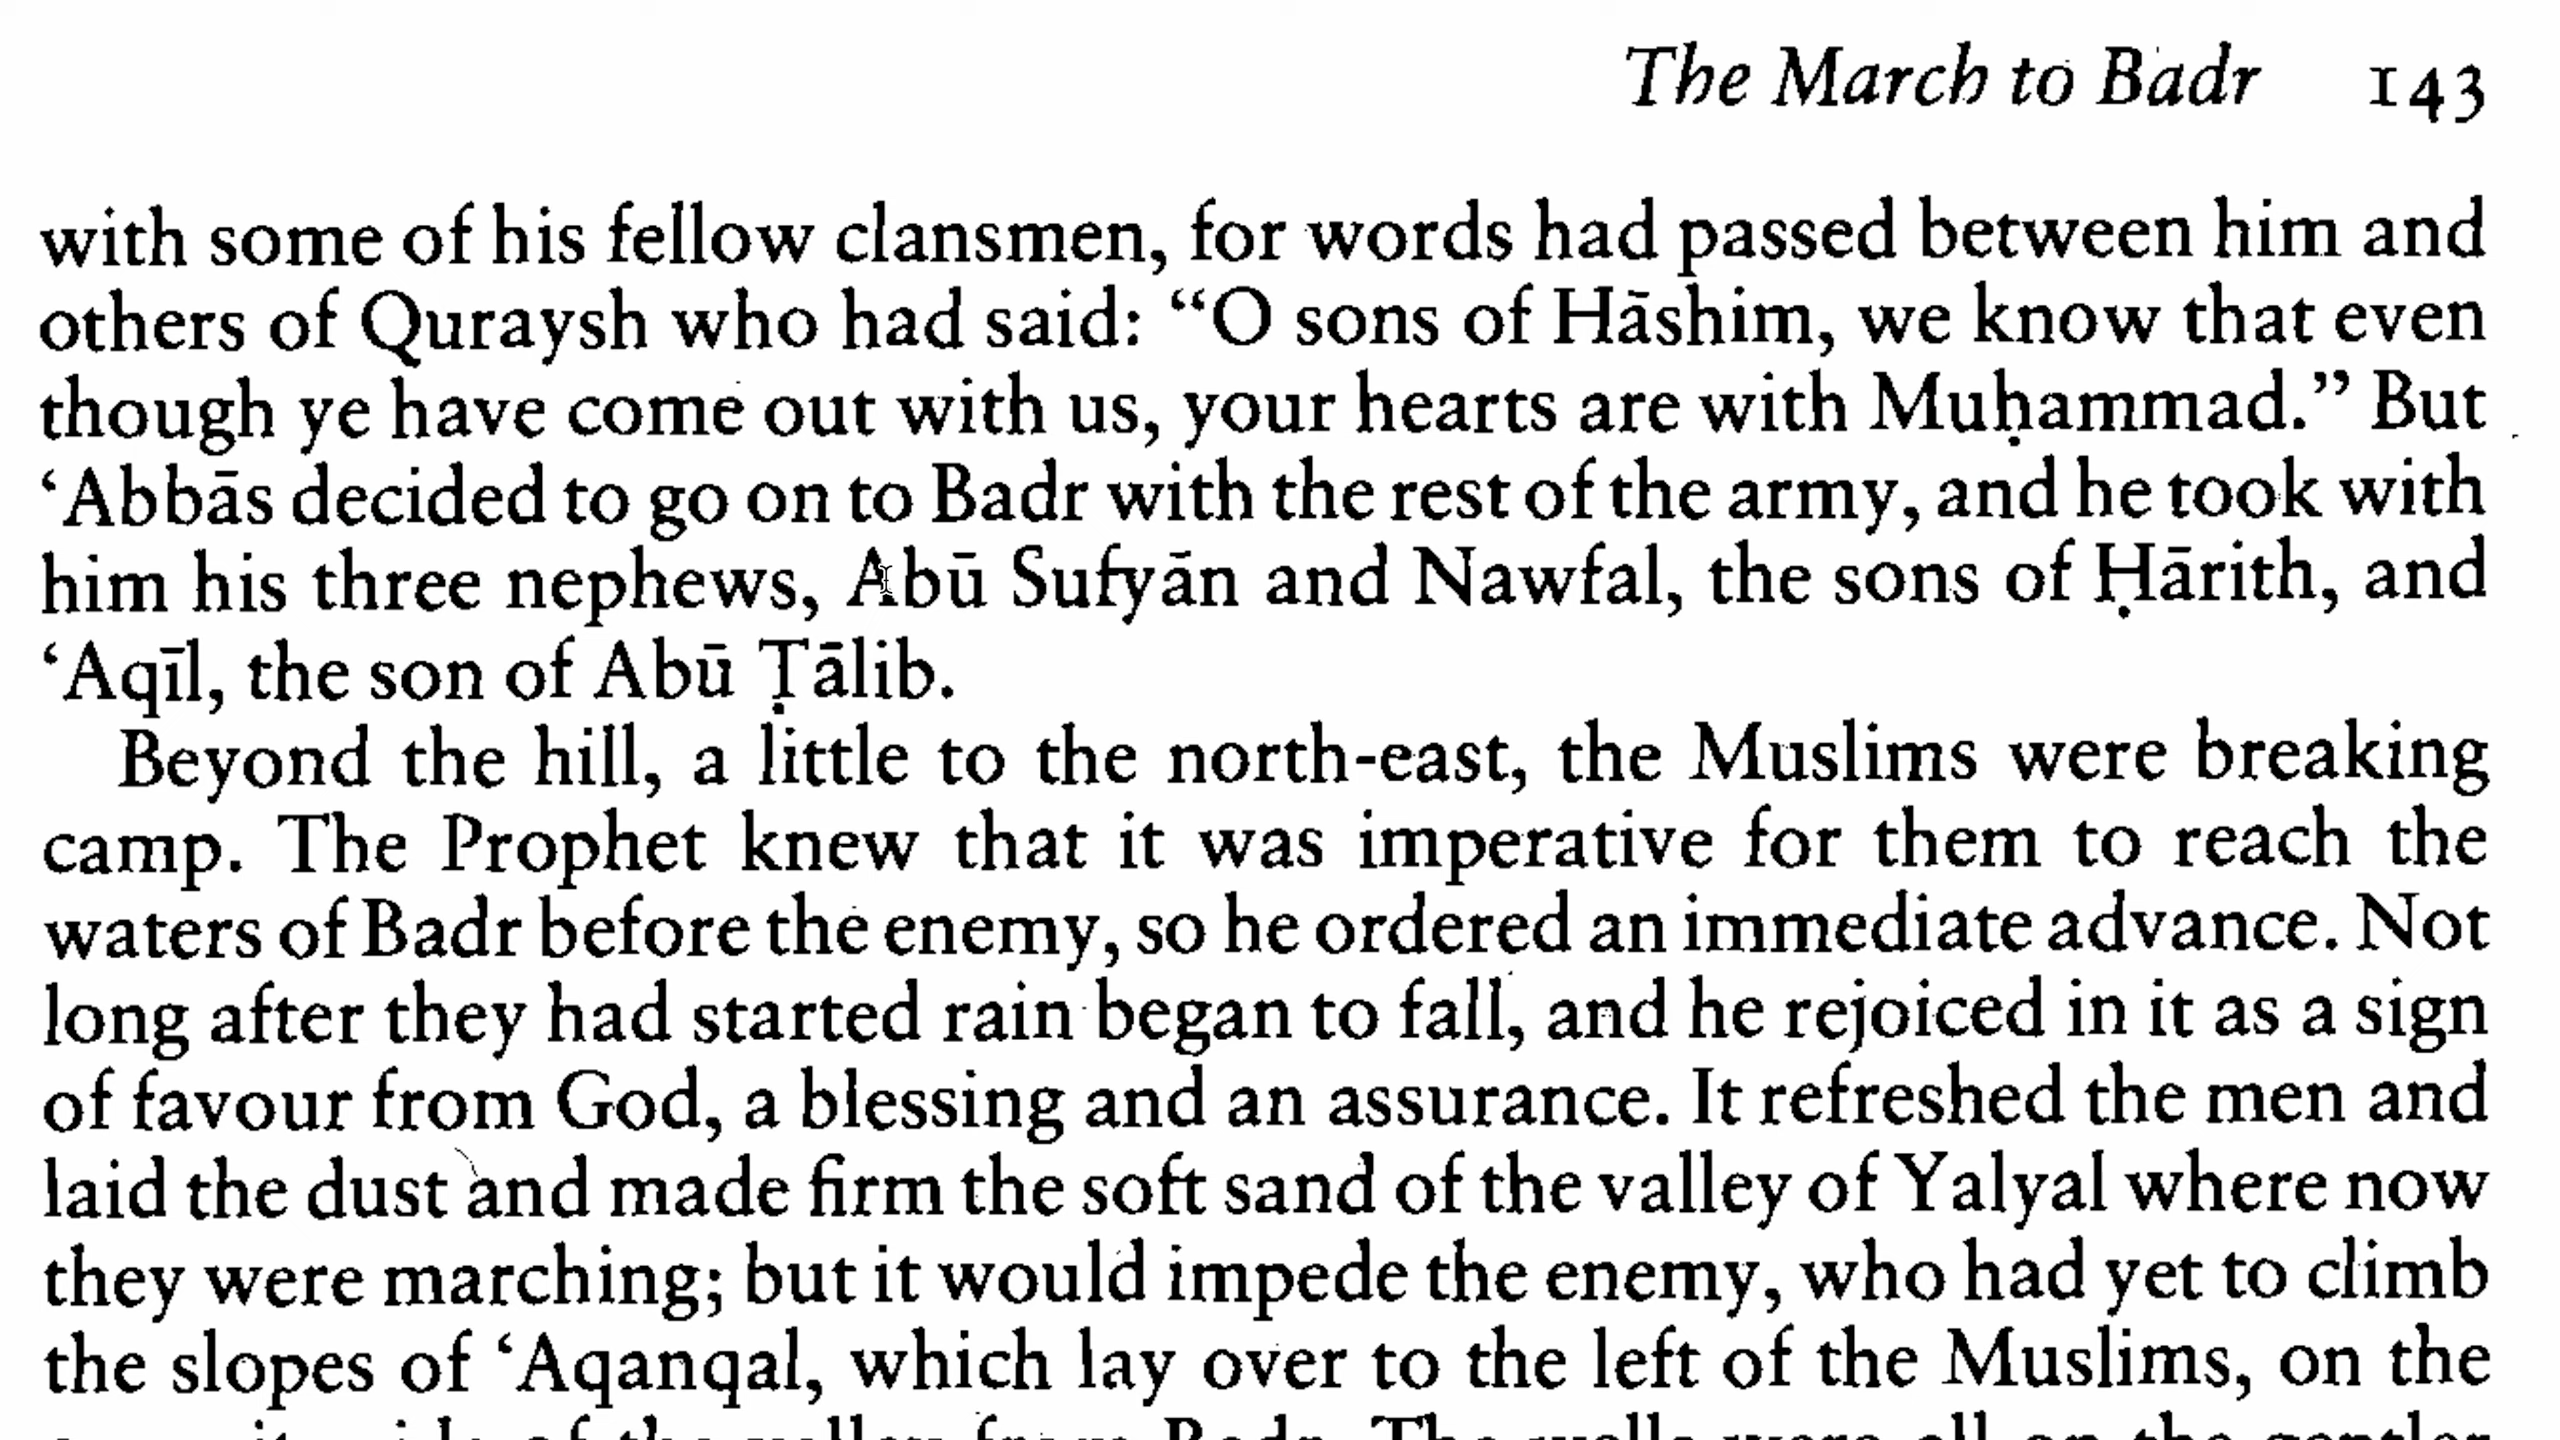 The March to Badr 143
with some of his fellow clansmen, for words had passed between him and
others of Quraysh who had said: “O sons of Hāshim, we know that even
though ye have come out with us, your hearts are with Muḥammad.” But
‘Abbās decided to go on to Badr with the rest of the army, and he took with
him his three nephews, Abū Sufyān and Nawfal, the sons of Ḥārith, and
‘Aqīl, the son of Abū Ṭālib.
Beyond the hill, a little to the north-east, the Muslims were breaking
camp. The Prophet knew that it was imperative for them to reach the
waters of Badr before the enemy, so he ordered an immediate advance. Not
long after they had started rain began to fall, and he rejoiced in it as a sign
of favour from God, a blessing and an assurance. It refreshed the men and
laid the dust and made firm the soft sand of the valley of Yalyal where now
they were marching; but it would impede the enemy, who had yet to climb
the slopes of ‘Aqanqal, which lay over to the left of the Muslims, on the